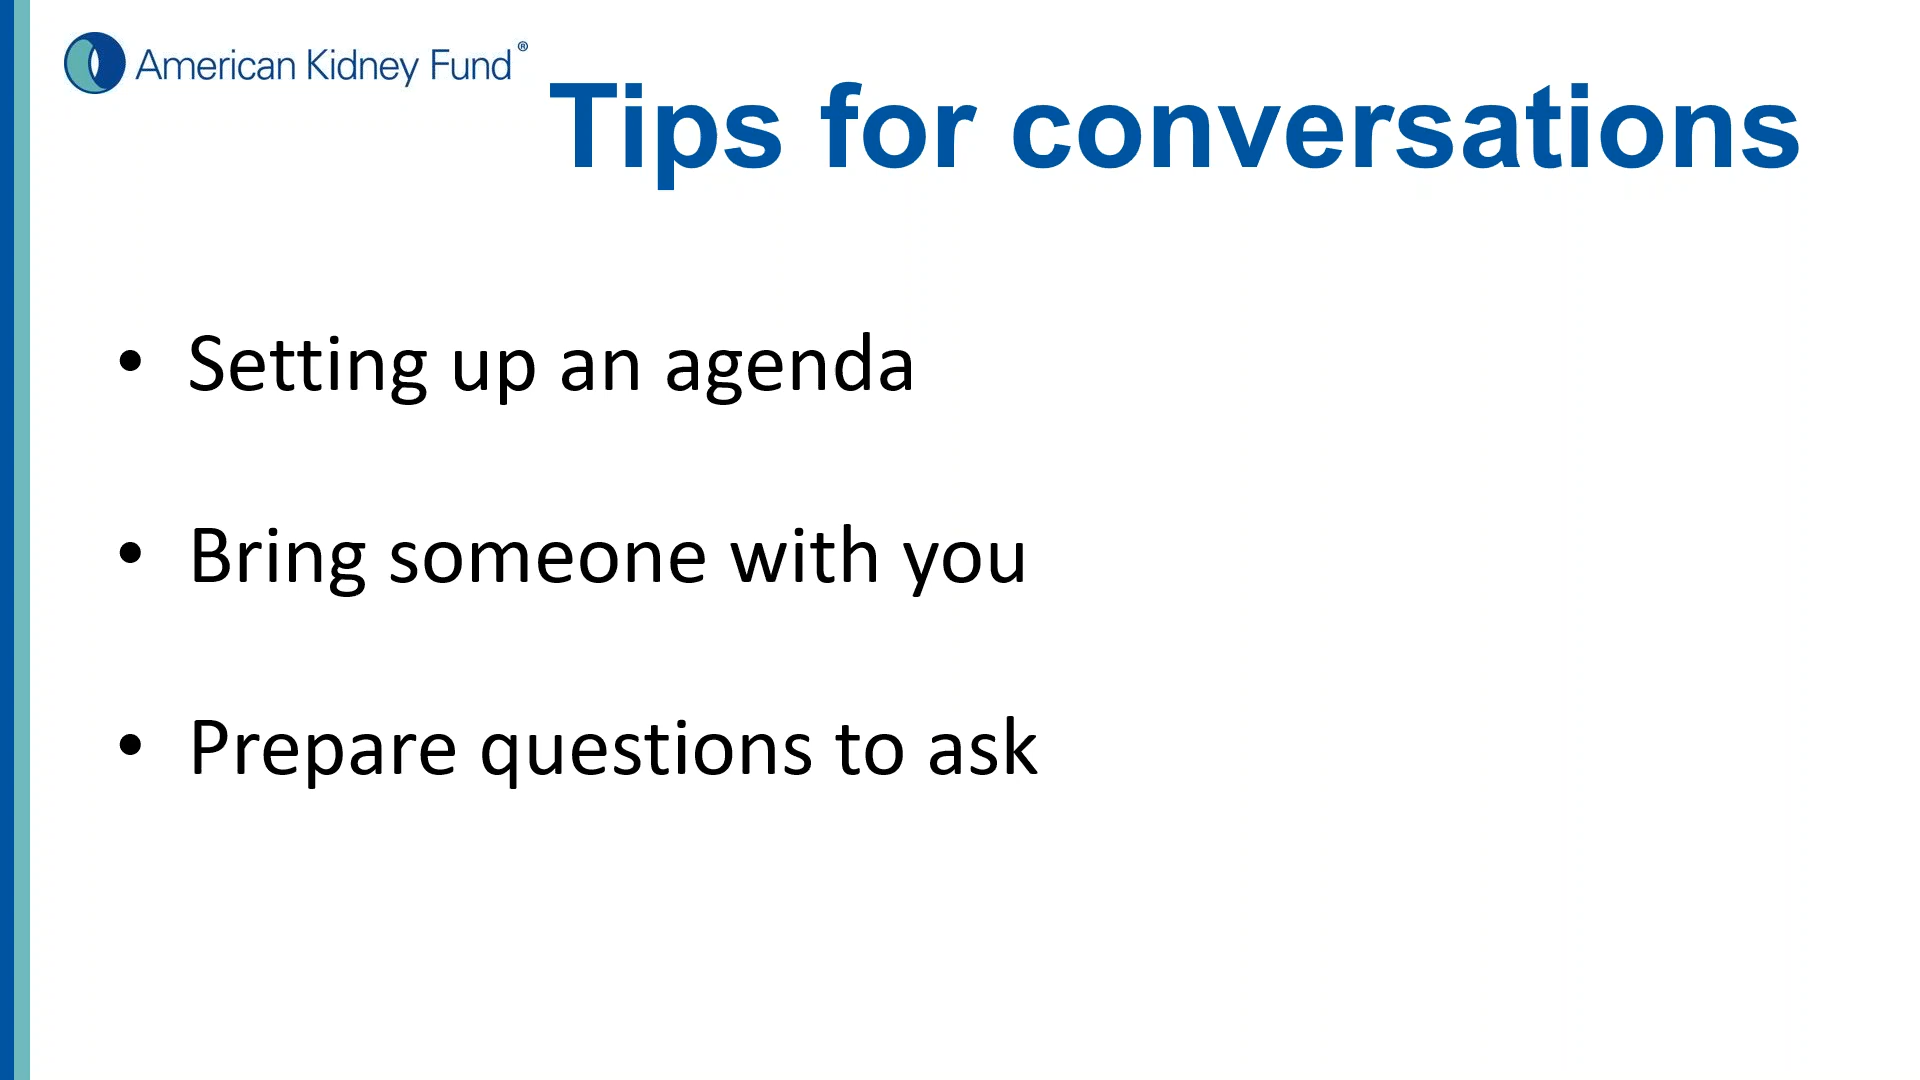 American Kidney Fund®
Tips for conversations
• Setting up an agenda
• Bring someone with you
• Prepare questions to ask